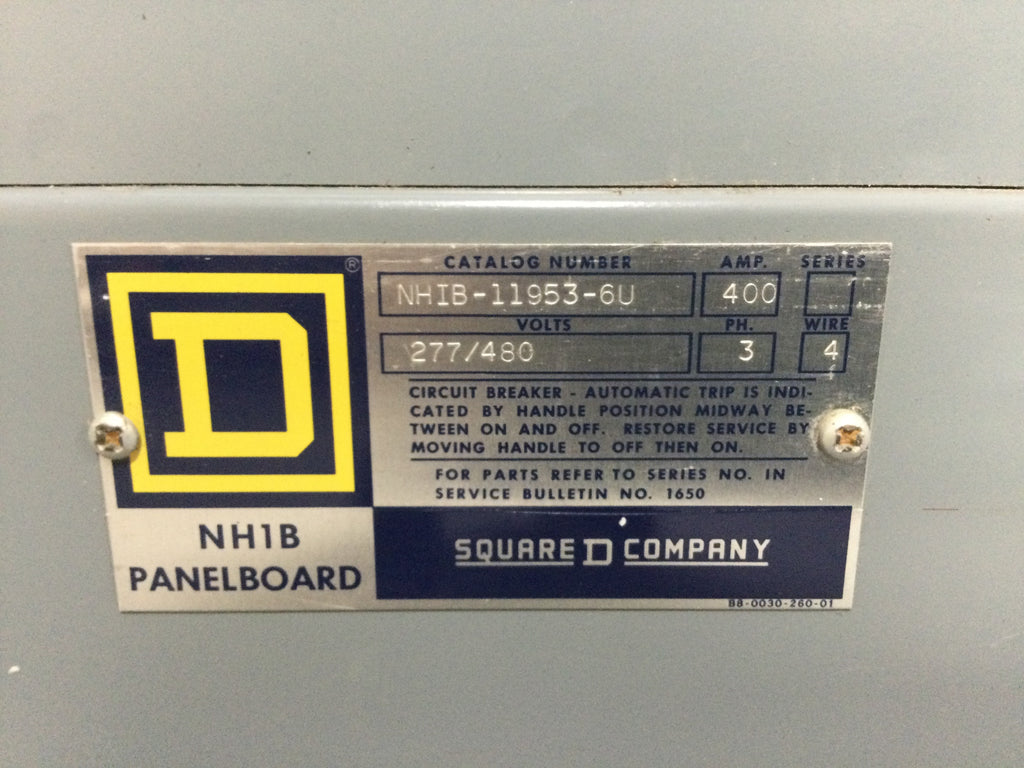 D ®
CATALOG NUMBER AMP. SERIES
NHIB-11953-6U 400
VOLTS PH. WIRE
277/480 3 4
CIRCUIT BREAKER - AUTOMATIC TRIP IS INDI-
CATED BY HANDLE POSITION MIDWAY BE-
TWEEN ON AND OFF. RESTORE SERVICE BY
MOVING HANDLE TO OFF THEN ON.
FOR PARTS REFER TO SERIES NO. IN
SERVICE BULLETIN NO. 1650
NH1B
PANELBOARD
SQUARE D COMPANY
B8-0030-260-01